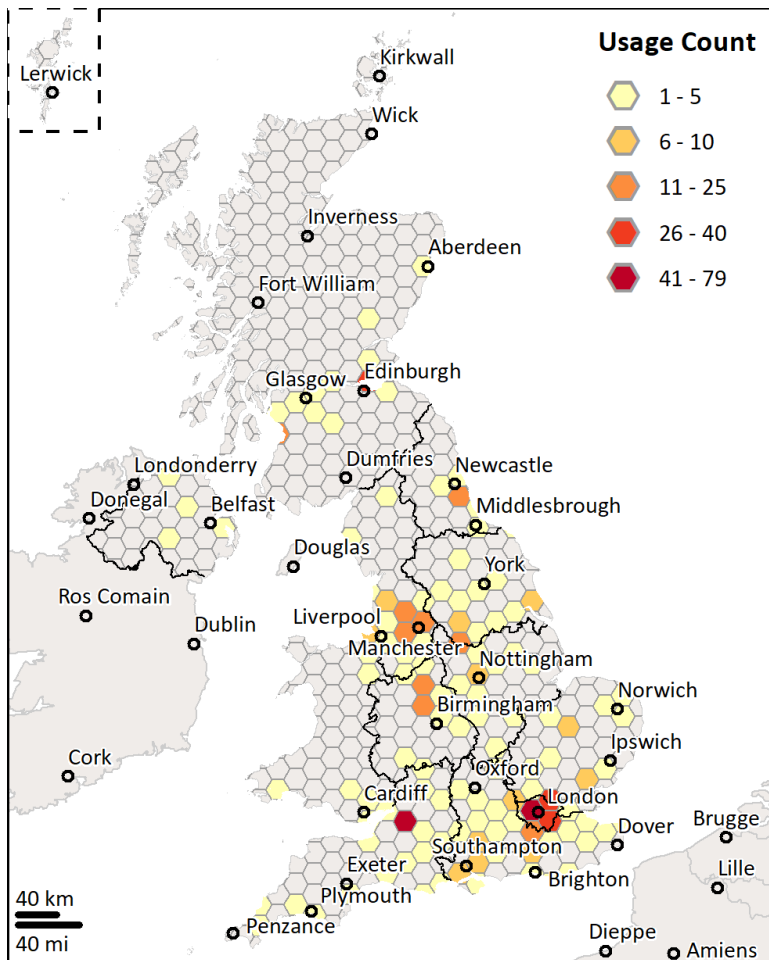 Usage Count
1 - 5
6 - 10
11 - 25
26 - 40
41 - 79
Lerwick
Kirkwall
Wick
Inverness
Aberdeen
Fort William
Glasgow
Edinburgh
Dumfries
Newcastle
Londonderry
Donegal
Belfast
Middlesbrough
Douglas
York
Ros Comain
Dublin
Liverpool
Manchester
Nottingham
Norwich
Birmingham
Ipswich
Cork
Oxford
Cardiff
London
Dover
Brugge
Southampton
Exeter
Brighton
Lille
Plymouth
Penzance
Dieppe
Amiens
40 km
40 mi